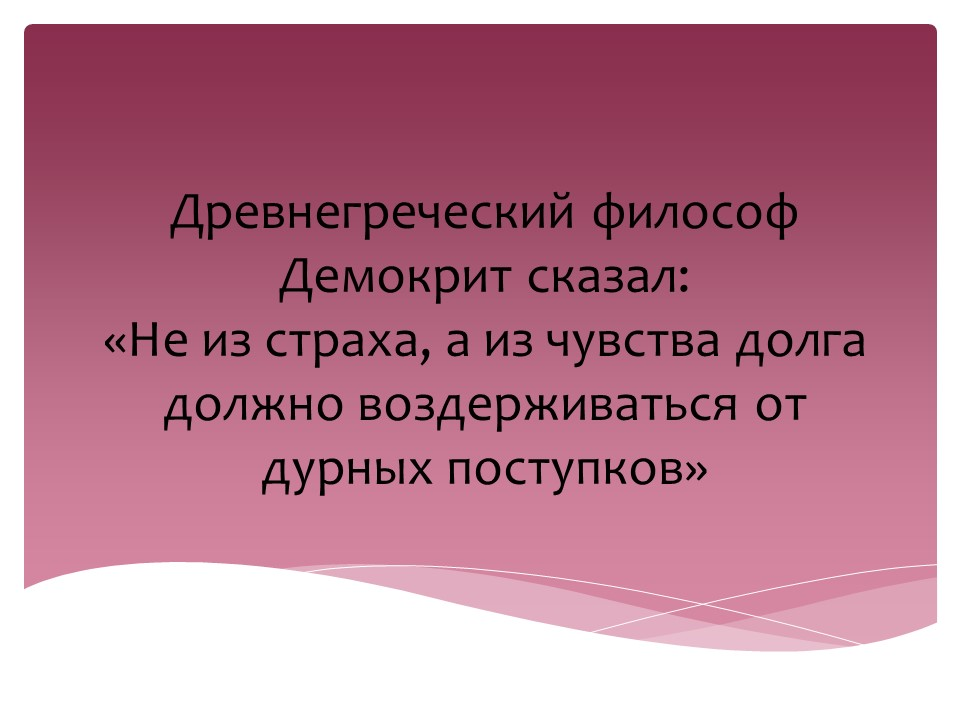 Древнегреческий философ
Демокрит сказал:
«Не из страха, а из чувства долга
должно воздерживаться от
дурных поступков»